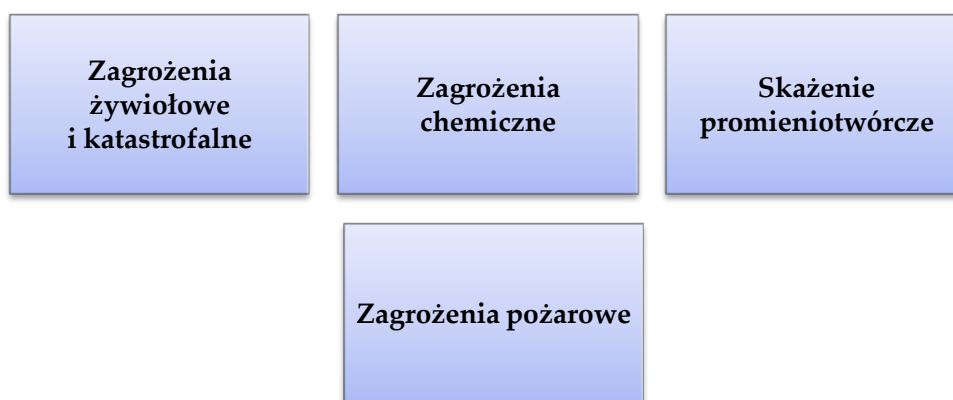 Zagrożenia
żywiołowe
i katastrofalne
Zagrożenia
chemiczne
Skażenie
promieniotwórcze
Zagrożenia pożarowe